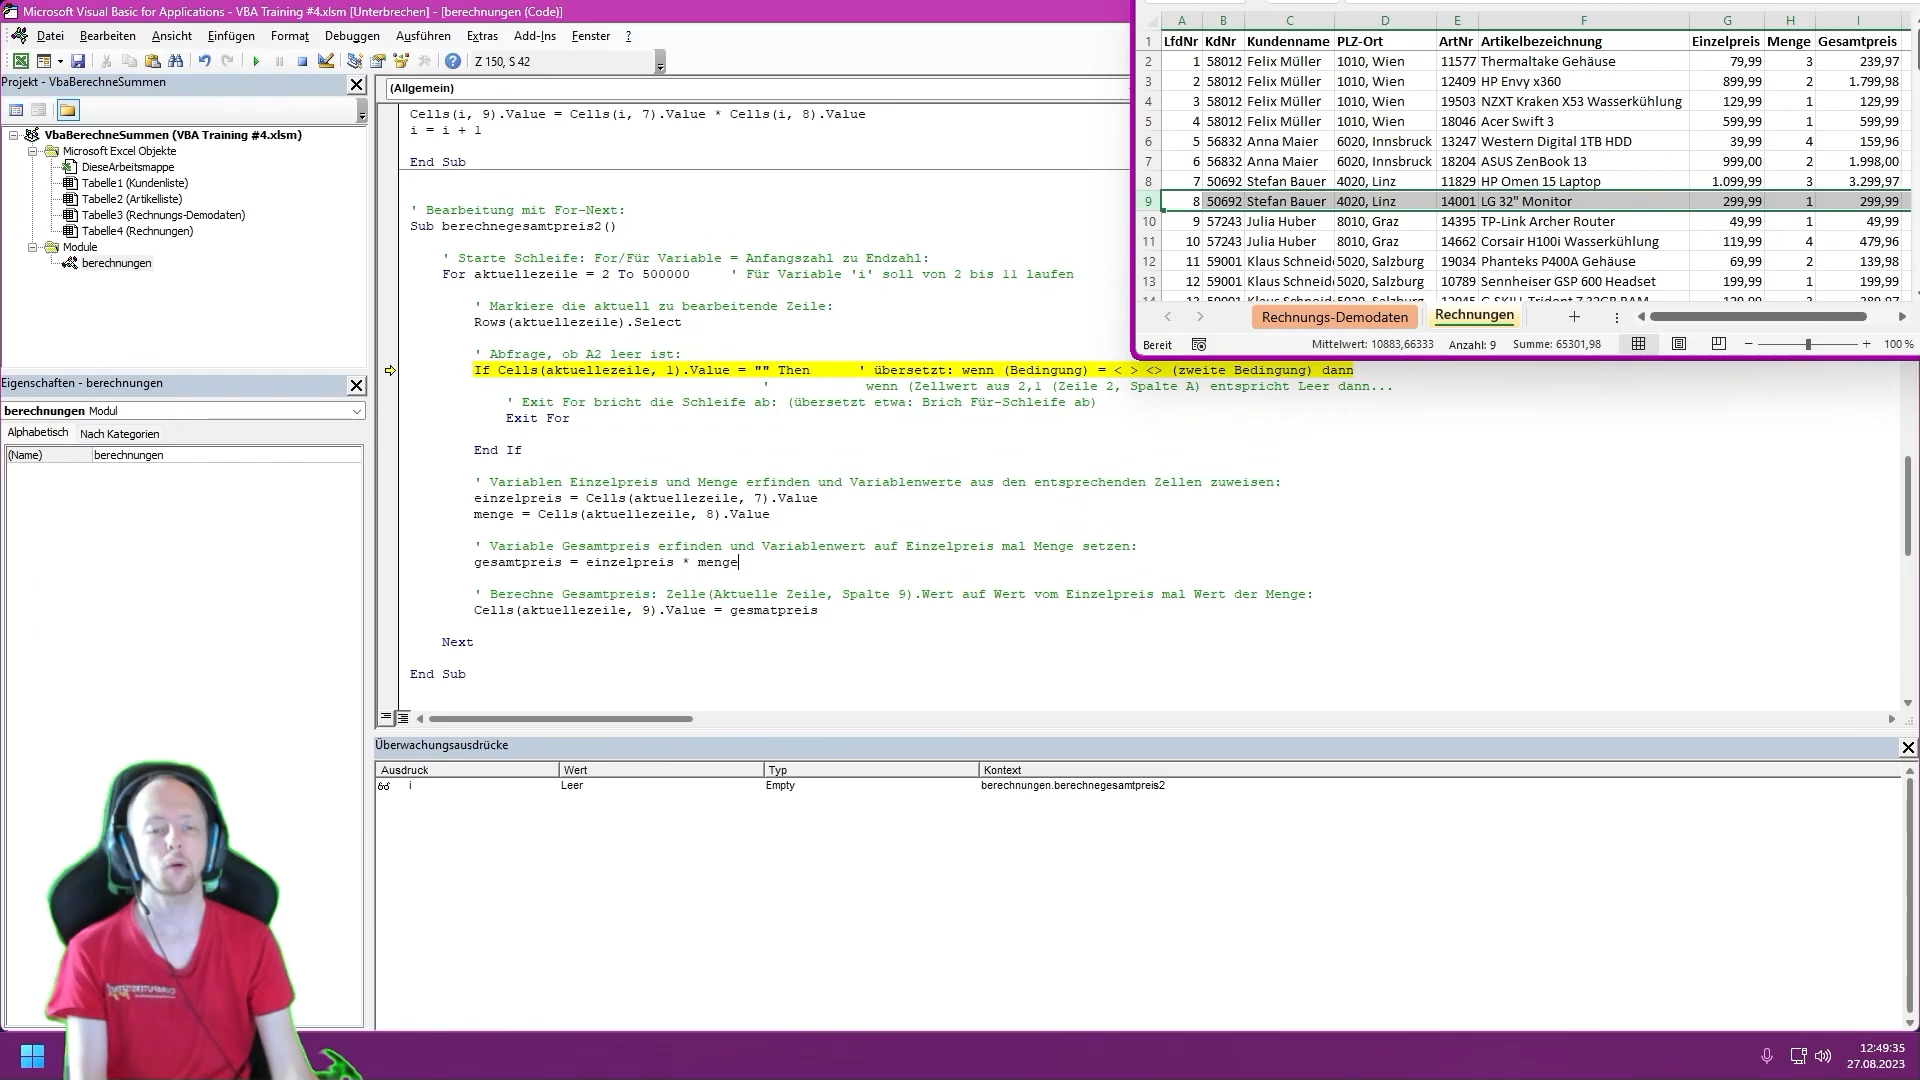 Microsoft Visual Basic for Applications - VBA Training #4.xlsm [Unterbrechen] - [berechnungen (Code)]
Datei Bearbeiten Ansicht Einfügen Format Debuggen Ausführen Extras Add-Ins Fenster ?
Z 150, S 42
Projekt - VbaBerechneSummen
VbaBerechneSummen (VBA Training #4.xlsm)
Microsoft Excel Objekte
DieseArbeitsmappe
Tabelle1 (Kundenliste)
Tabelle2 (Artikelliste)
Tabelle3 (Rechnungs-Demodaten)
Tabelle4 (Rechnungen)
Module
berechnungen
Eigenschaften - berechnungen
berechnungen Modul
Alphabetisch Nach Kategorien
(Name) berechnungen
(Allgemein)
Cells(i, 9).Value = Cells(i, 7).Value * Cells(i, 8).Value
i = i + 1
End Sub
' Bearbeitung mit For-Next:
Sub berechnegesamtpreis2()
' Starte Schleife: For/Für Variable = Anfangszahl zu Endzahl:
For aktuellezeile = 2 To 500000 ' Für Variable 'i' soll von 2 bis 11 laufen
' Markiere die aktuell zu bearbeitende Zeile:
Rows(aktuellezeile).Select
' Abfrage, ob A2 leer ist:
If Cells(aktuellezeile, 1).Value = "" Then ' übersetzt: wenn (Bedingung) = < > <> (zweite Bedingung) dann
' wenn (Zellwert aus 2,1 (Zeile 2, Spalte A) entspricht Leer dann...
' Exit For bricht die Schleife ab: (übersetzt etwa: Brich Für-Schleife ab)
Exit For
End If
' Variablen Einzelpreis und Menge erfinden und Variablenwerte aus den entsprechenden Zellen zuweisen:
einzelpreis = Cells(aktuellezeile, 7).Value
menge = Cells(aktuellezeile, 8).Value
' Variable Gesamtpreis erfinden und Variablenwert auf Einzelpreis mal Menge setzen:
gesamtpreis = einzelpreis * menge
' Berechne Gesamtpreis: Zelle(Aktuelle Zeile, Spalte 9).Wert auf Wert vom Einzelpreis mal Wert der Menge:
Cells(aktuellezeile, 9).Value = gesmatpreis
Next
End Sub
A B C D E F G H I
1 LfdNr KdNr Kundenname PLZ-Ort ArtNr Artikelbezeichnung Einzelpreis Menge Gesamtpreis
2 1 58012 Felix Müller 1010, Wien 11577 Thermaltake Gehäuse 79,99 3 239,97
3 2 58012 Felix Müller 1010, Wien 12409 HP Envy x360 899,99 2 1.799,98
4 3 58012 Felix Müller 1010, Wien 19503 NZXT Kraken X53 Wasserkühlung 129,99 1 129,99
5 4 58012 Felix Müller 1010, Wien 18046 Acer Swift 3 599,99 1 599,99
6 5 56832 Anna Maier 6020, Innsbruck 13247 Western Digital 1TB HDD 39,99 4 159,96
7 6 56832 Anna Maier 6020, Innsbruck 18204 ASUS ZenBook 13 999,00 2 1.998,00
8 7 50692 Stefan Bauer 4020, Linz 11829 HP Omen 15 Laptop 1.099,99 3 3.299,97
9 8 50692 Stefan Bauer 4020, Linz 14001 LG 32" Monitor 299,99 1 299,99
10 9 57243 Julia Huber 8010, Graz 14395 TP-Link Archer Router 49,99 1 49,99
11 10 57243 Julia Huber 8010, Graz 14662 Corsair H100i Wasserkühlung 119,99 4 479,96
12 11 59001 Klaus Schneid 5020, Salzburg 19034 Phanteks P400A Gehäuse 69,99 2 139,98
13 12 59001 Klaus Schneid 5020, Salzburg 10789 Sennheiser GSP 600 Headset 199,99 1 199,99
Rechnungs-Demodaten Rechnungen
Bereit Mittelwert: 10883,66333 Anzahl: 9 Summe: 65301,98 100 %
Überwachungsausdrücke
Ausdruck Wert Typ Kontext
i Leer Empty berechnungen.berechnegesamtpreis2
12:49:35
27.08.2023